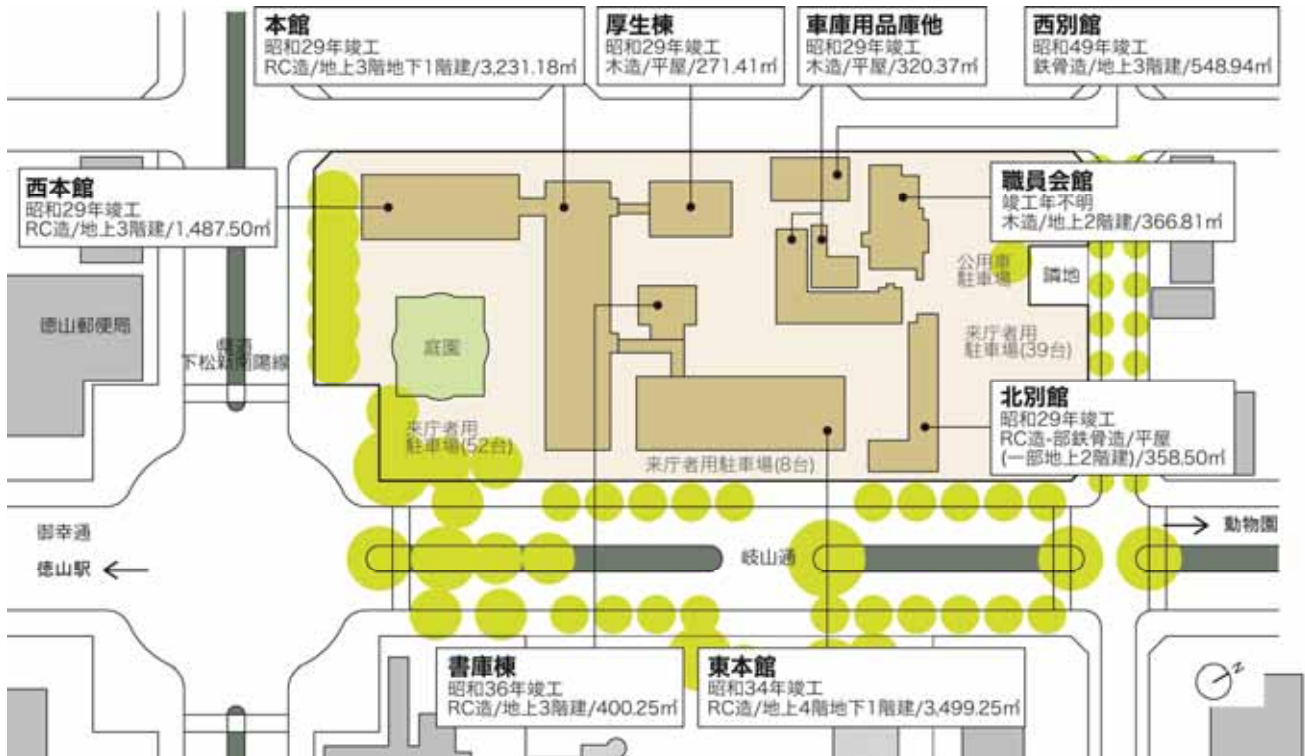 本館
昭和29年竣工
RC造/地上3階地下1階建/3,231.18㎡
厚生棟
昭和29年竣工
木造/平屋/271.41㎡
車庫用品庫他
昭和29年竣工
木造/平屋/320.37㎡
西別館
昭和49年竣工
鉄骨造/地上3階建/548.94㎡
西本館
昭和29年竣工
RC造/地上3階建/1,487.50㎡
職員会館
竣工年不明
木造/地上2階建/366.81㎡
公用車
駐車場
隣地
徳山郵便局
県道
下松新南陽線
庭園
来庁者用
駐車場(39台)
北別館
昭和29年竣工
RC造-部鉄骨造/平屋
(一部地上2階建)/358.50㎡
来庁者用
駐車場(52台)
来庁者用駐車場(8台)
御幸通
徳山駅
岐山通
動物園
書庫棟
昭和36年竣工
RC造/地上3階建/400.25㎡
東本館
昭和34年竣工
RC造/地上4階地下1階建/3,499.25㎡
N